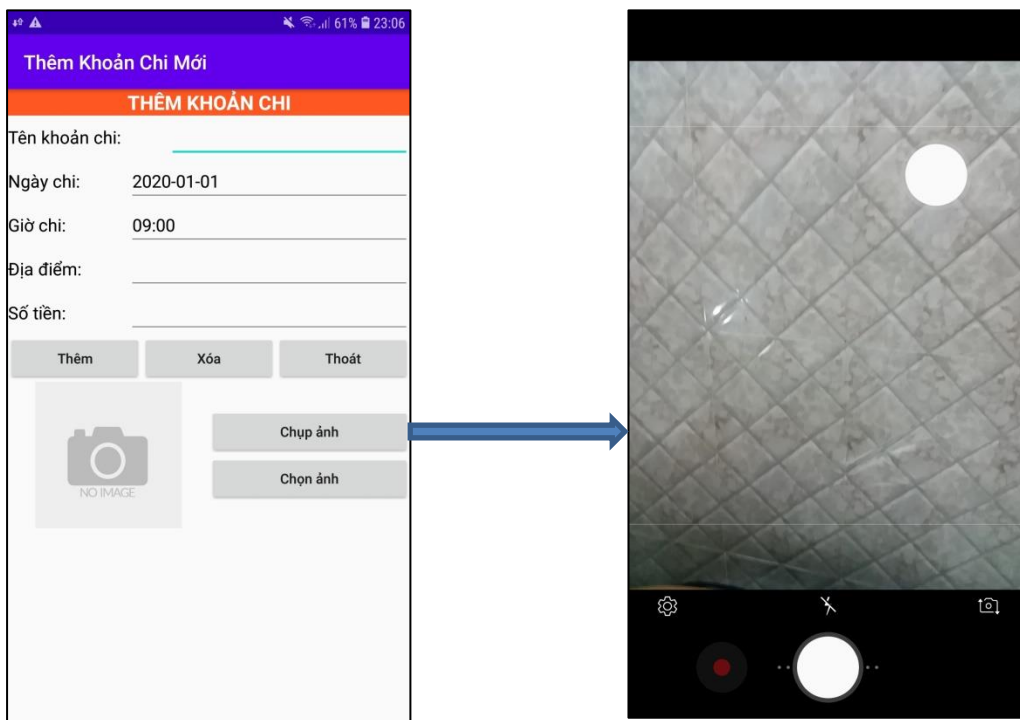 61% 23:06
Thêm Khoản Chi Mới
THÊM KHOẢN CHI
Tên khoản chi:
Ngày chi: 2020-01-01
Giờ chi: 09:00
Địa điểm:
Số tiền:
Thêm Xóa Thoát
Chụp ảnh
NO IMAGE
Chọn ảnh